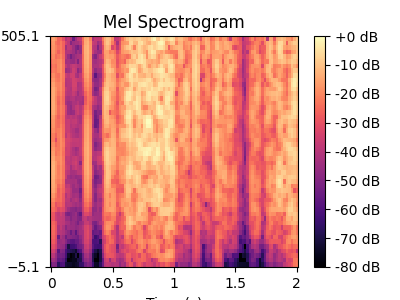 Mel Spectrogram
505.1
−5.1
0
0.5
1
1.5
2
+0 dB
-10 dB
-20 dB
-30 dB
-40 dB
-50 dB
-60 dB
-70 dB
-80 dB